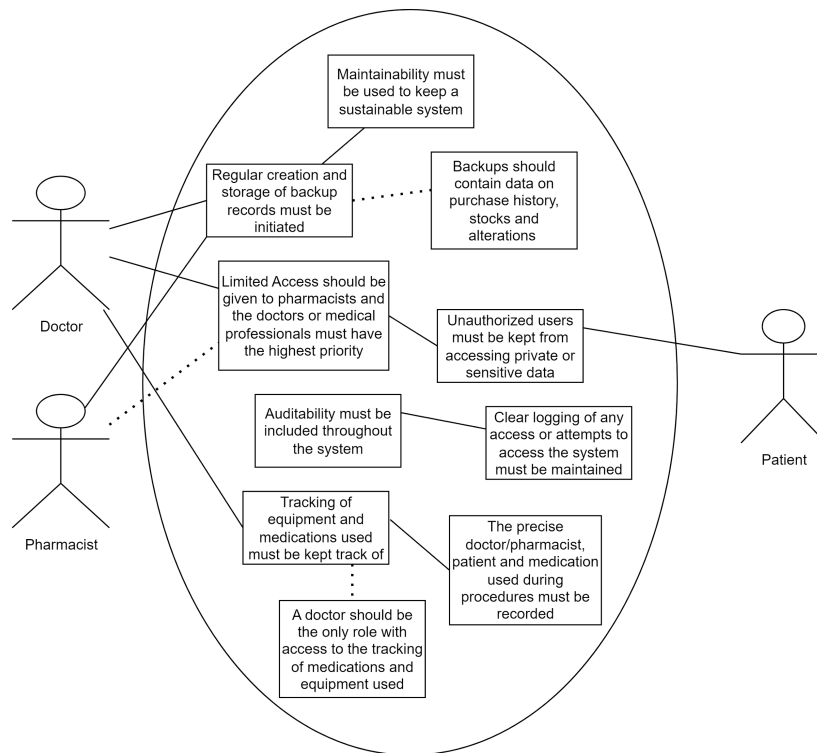 Maintainability must
be used to keep a
sustainable system
Regular creation and
storage of backup
records must be
initiated
Backups should
contain data on
purchase history,
stocks and
alterations
Limited Access should be
given to pharmacists and
the doctors or medical
professionals must have
the highest priority
Doctor
Unauthorized users
must be kept from
accessing private or
sensitive data
Auditability must be
included throughout
the system
Clear logging of any
access or attempts to
access the system
must be maintained
Patient
Pharmacist
Tracking of
equipment and
medications used
must be kept track of
The precise
doctor/pharmacist,
patient and medication
used during
procedures must be
recorded
A doctor should be
the only role with
access to the tracking
of medications and
equipment used